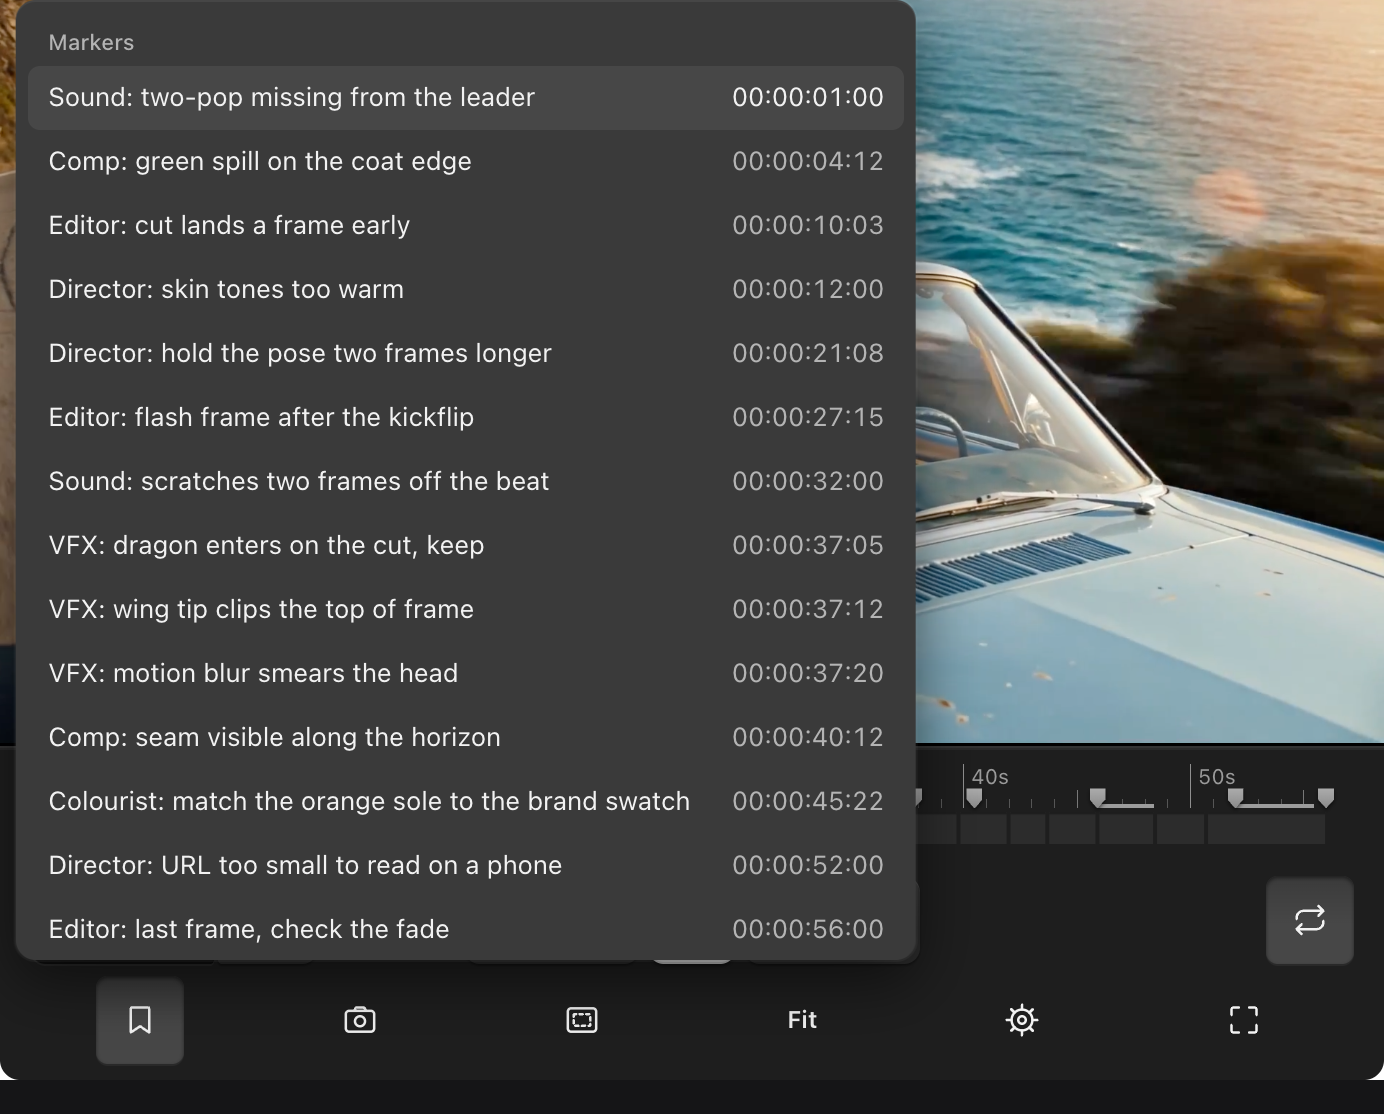 Markers
Sound: two-pop missing from the leader 00:00:01:00
Comp: green spill on the coat edge 00:00:04:12
Editor: cut lands a frame early 00:00:10:03
Director: skin tones too warm 00:00:12:00
Director: hold the pose two frames longer 00:00:21:08
Editor: flash frame after the kickflip 00:00:27:15
Sound: scratches two frames off the beat 00:00:32:00
VFX: dragon enters on the cut, keep 00:00:37:05
VFX: wing tip clips the top of frame 00:00:37:12
VFX: motion blur smears the head 00:00:37:20
Comp: seam visible along the horizon 00:00:40:12
Colourist: match the orange sole to the brand swatch 00:00:45:22
Director: URL too small to read on a phone 00:00:52:00
Editor: last frame, check the fade 00:00:56:00
40s 50s
Fit